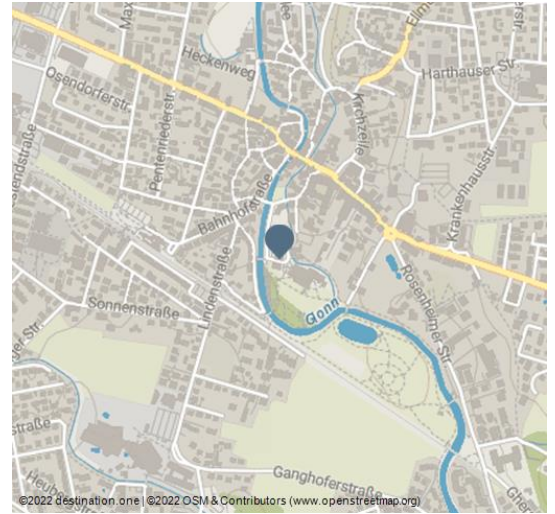 Heckenweg
Osendorferstr.
Pentenriederstr.
Harthauser Str.
Kirchzeile
Krankenhausstr
Bahnhofstraße
Lindenstraße
Sonnenstraße
Glonn
Rosenheimer Str
Ganghoferstraße
©2022 destination.one | ©2022 OSM & Contributors (www.openstreetmap.org)